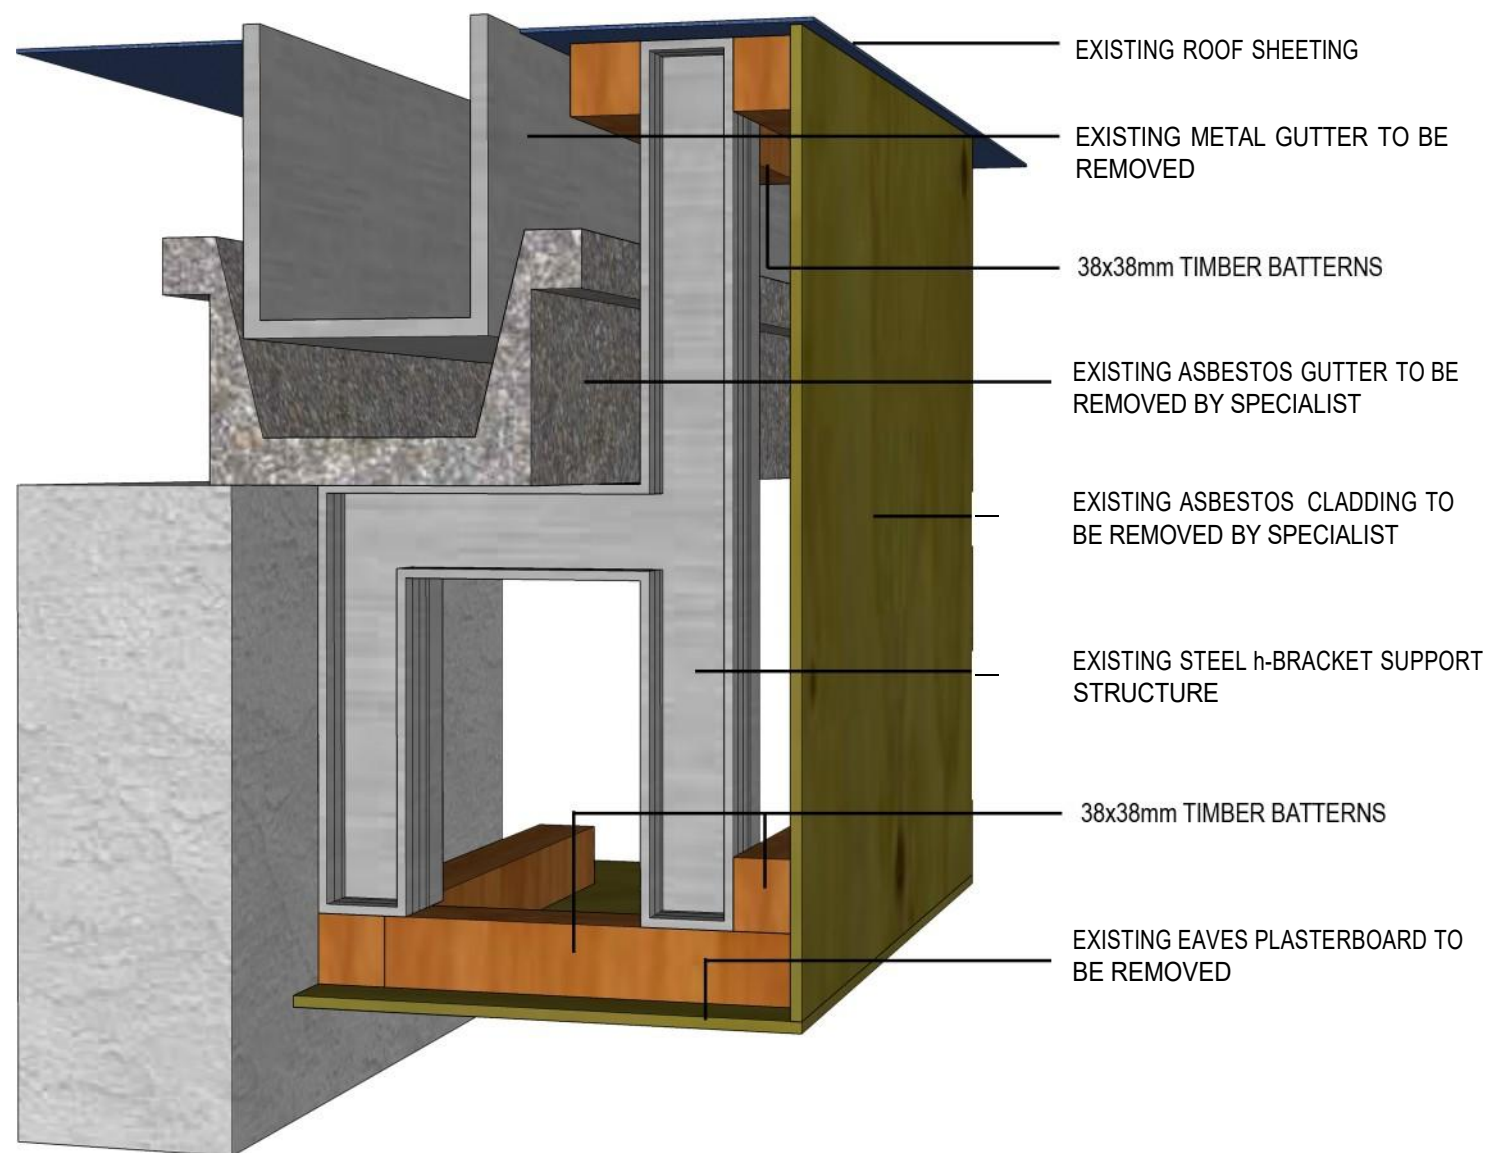 EXISTING ROOF SHEETING
EXISTING METAL GUTTER TO BE
REMOVED
38x38mm TIMBER BATTERNS
EXISTING ASBESTOS GUTTER TO BE
REMOVED BY SPECIALIST
EXISTING ASBESTOS CLADDING TO
BE REMOVED BY SPECIALIST
EXISTING STEEL h-BRACKET SUPPORT
STRUCTURE
38x38mm TIMBER BATTERNS
EXISTING EAVES PLASTERBOARD TO
BE REMOVED